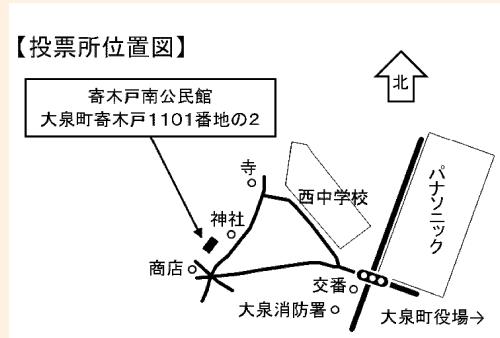 【投票所位置図】
北
寄木戸南公民館
大泉町寄木戸1101番地の2
寺
西中学校
パナソニック
神社
商店
交番
大泉消防署
大泉町役場→